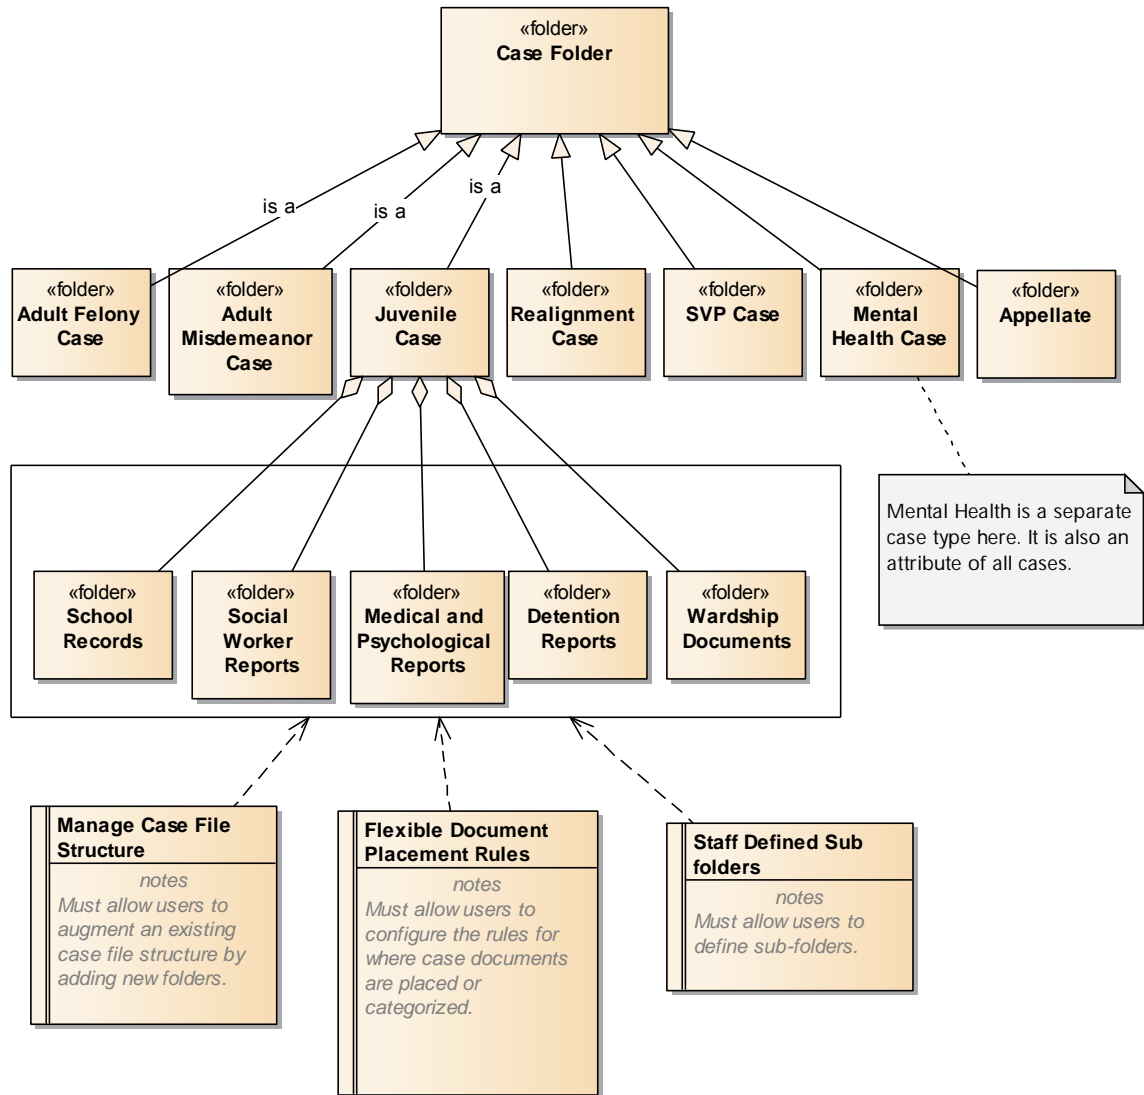 «folder»
Case Folder
is a
is a
is a
«folder»
Adult Felony
Case
«folder»
Adult
Misdemeanor
Case
«folder»
Juvenile
Case
«folder»
Realignment
Case
«folder»
SVP Case
«folder»
Mental
Health Case
«folder»
Appellate
Mental Health is a separate
case type here. It is also an
attribute of all cases.
«folder»
School
Records
«folder»
Social
Worker
Reports
«folder»
Medical and
Psychological
Reports
«folder»
Detention
Reports
«folder»
Wardship
Documents
Manage Case File
Structure
notes
Must allow users to
augment an existing
case file structure by
adding new folders.
Flexible Document
Placement Rules
notes
Must allow users to
configure the rules for
where case documents
are placed or
categorized.
Staff Defined Sub
folders
notes
Must allow users to
define sub-folders.